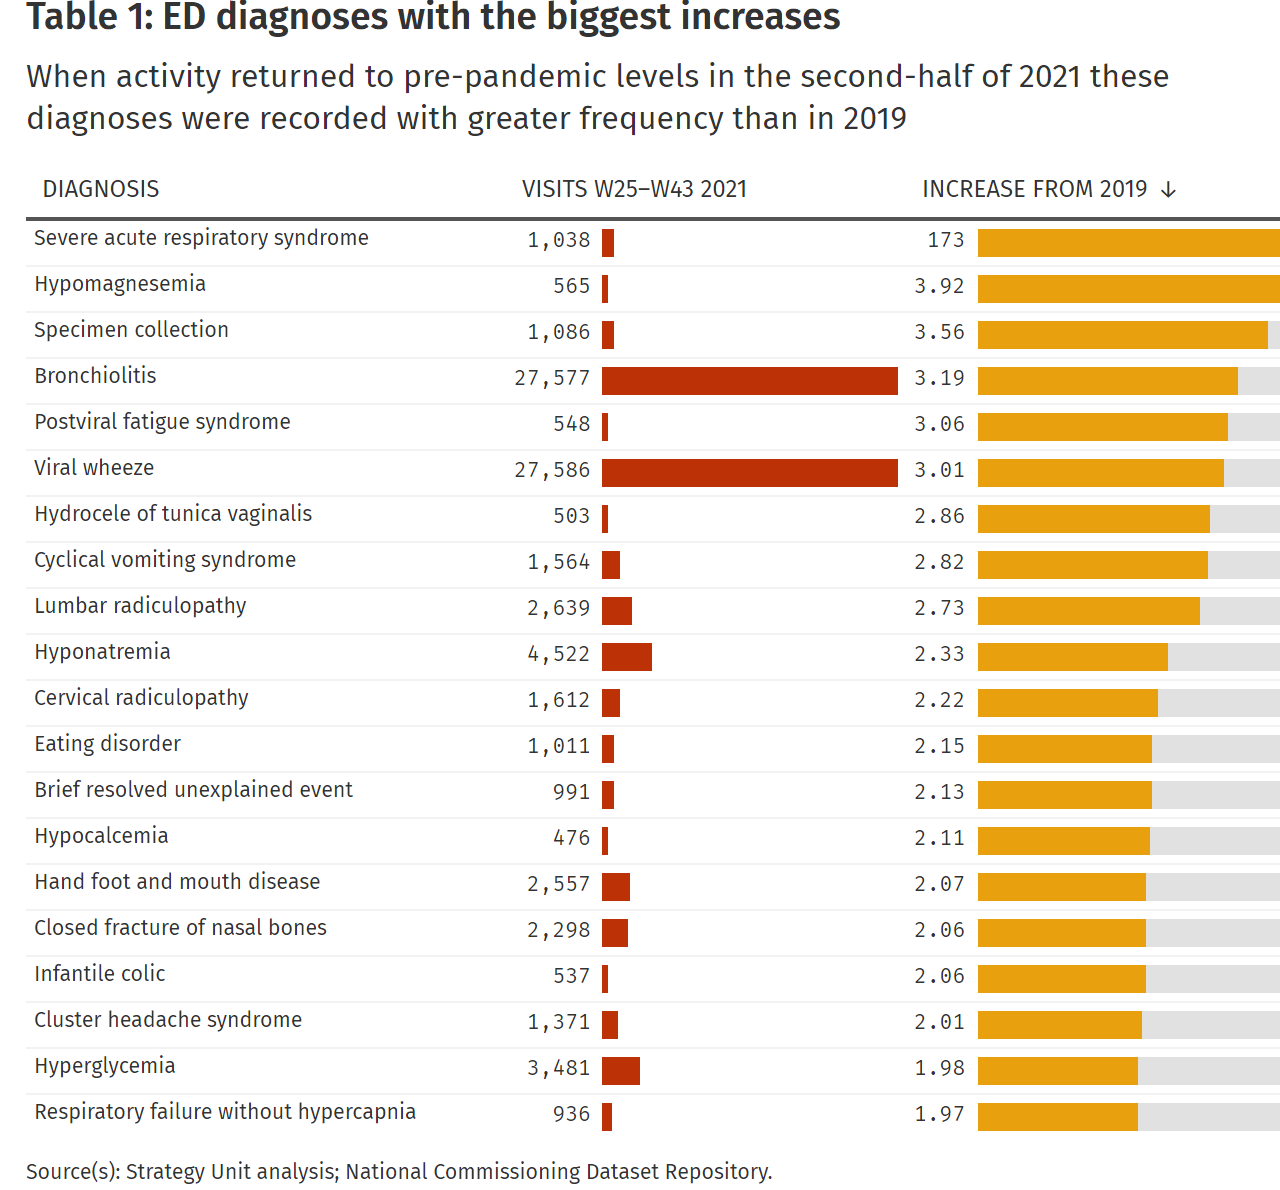 Table 1: ED diagnoses with the biggest increases
When activity returned to pre-pandemic levels in the second-half of 2021 these
diagnoses were recorded with greater frequency than in 2019
DIAGNOSIS VISITS W25–W43 2021 INCREASE FROM 2019 ↓
Severe acute respiratory syndrome 1,038 173
Hypomagnesemia 565 3.92
Specimen collection 1,086 3.56
Bronchiolitis 27,577 3.19
Postviral fatigue syndrome 548 3.06
Viral wheeze 27,586 3.01
Hydrocele of tunica vaginalis 503 2.86
Cyclical vomiting syndrome 1,564 2.82
Lumbar radiculopathy 2,639 2.73
Hyponatremia 4,522 2.33
Cervical radiculopathy 1,612 2.22
Eating disorder 1,011 2.15
Brief resolved unexplained event 991 2.13
Hypocalcemia 476 2.11
Hand foot and mouth disease 2,557 2.07
Closed fracture of nasal bones 2,298 2.06
Infantile colic 537 2.06
Cluster headache syndrome 1,371 2.01
Hyperglycemia 3,481 1.98
Respiratory failure without hypercapnia 936 1.97
Source(s): Strategy Unit analysis; National Commissioning Dataset Repository.